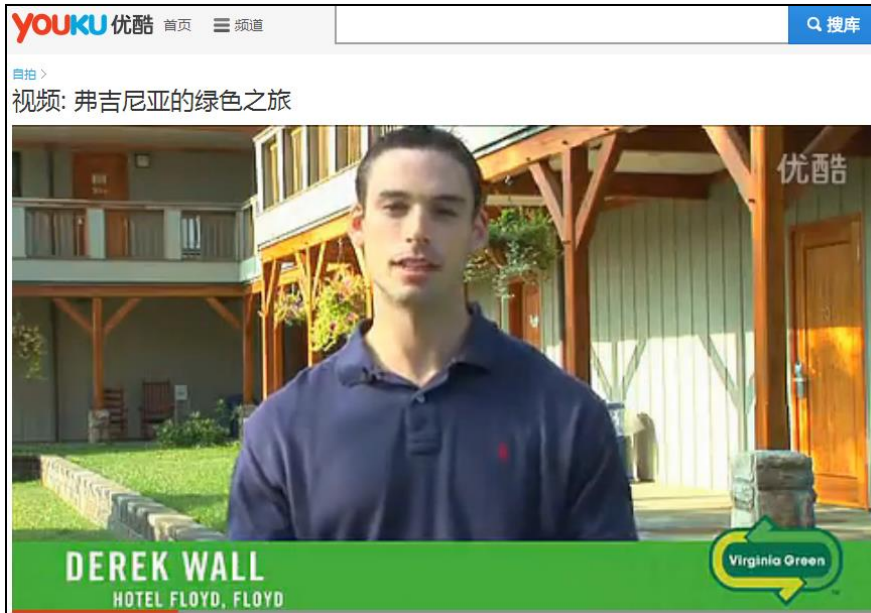 YOUKU 优酷 首页 频道 搜库
自拍 >
视频: 弗吉尼亚的绿色之旅
优酷
DEREK WALL
HOTEL FLOYD, FLOYD
Virginia Green
TM